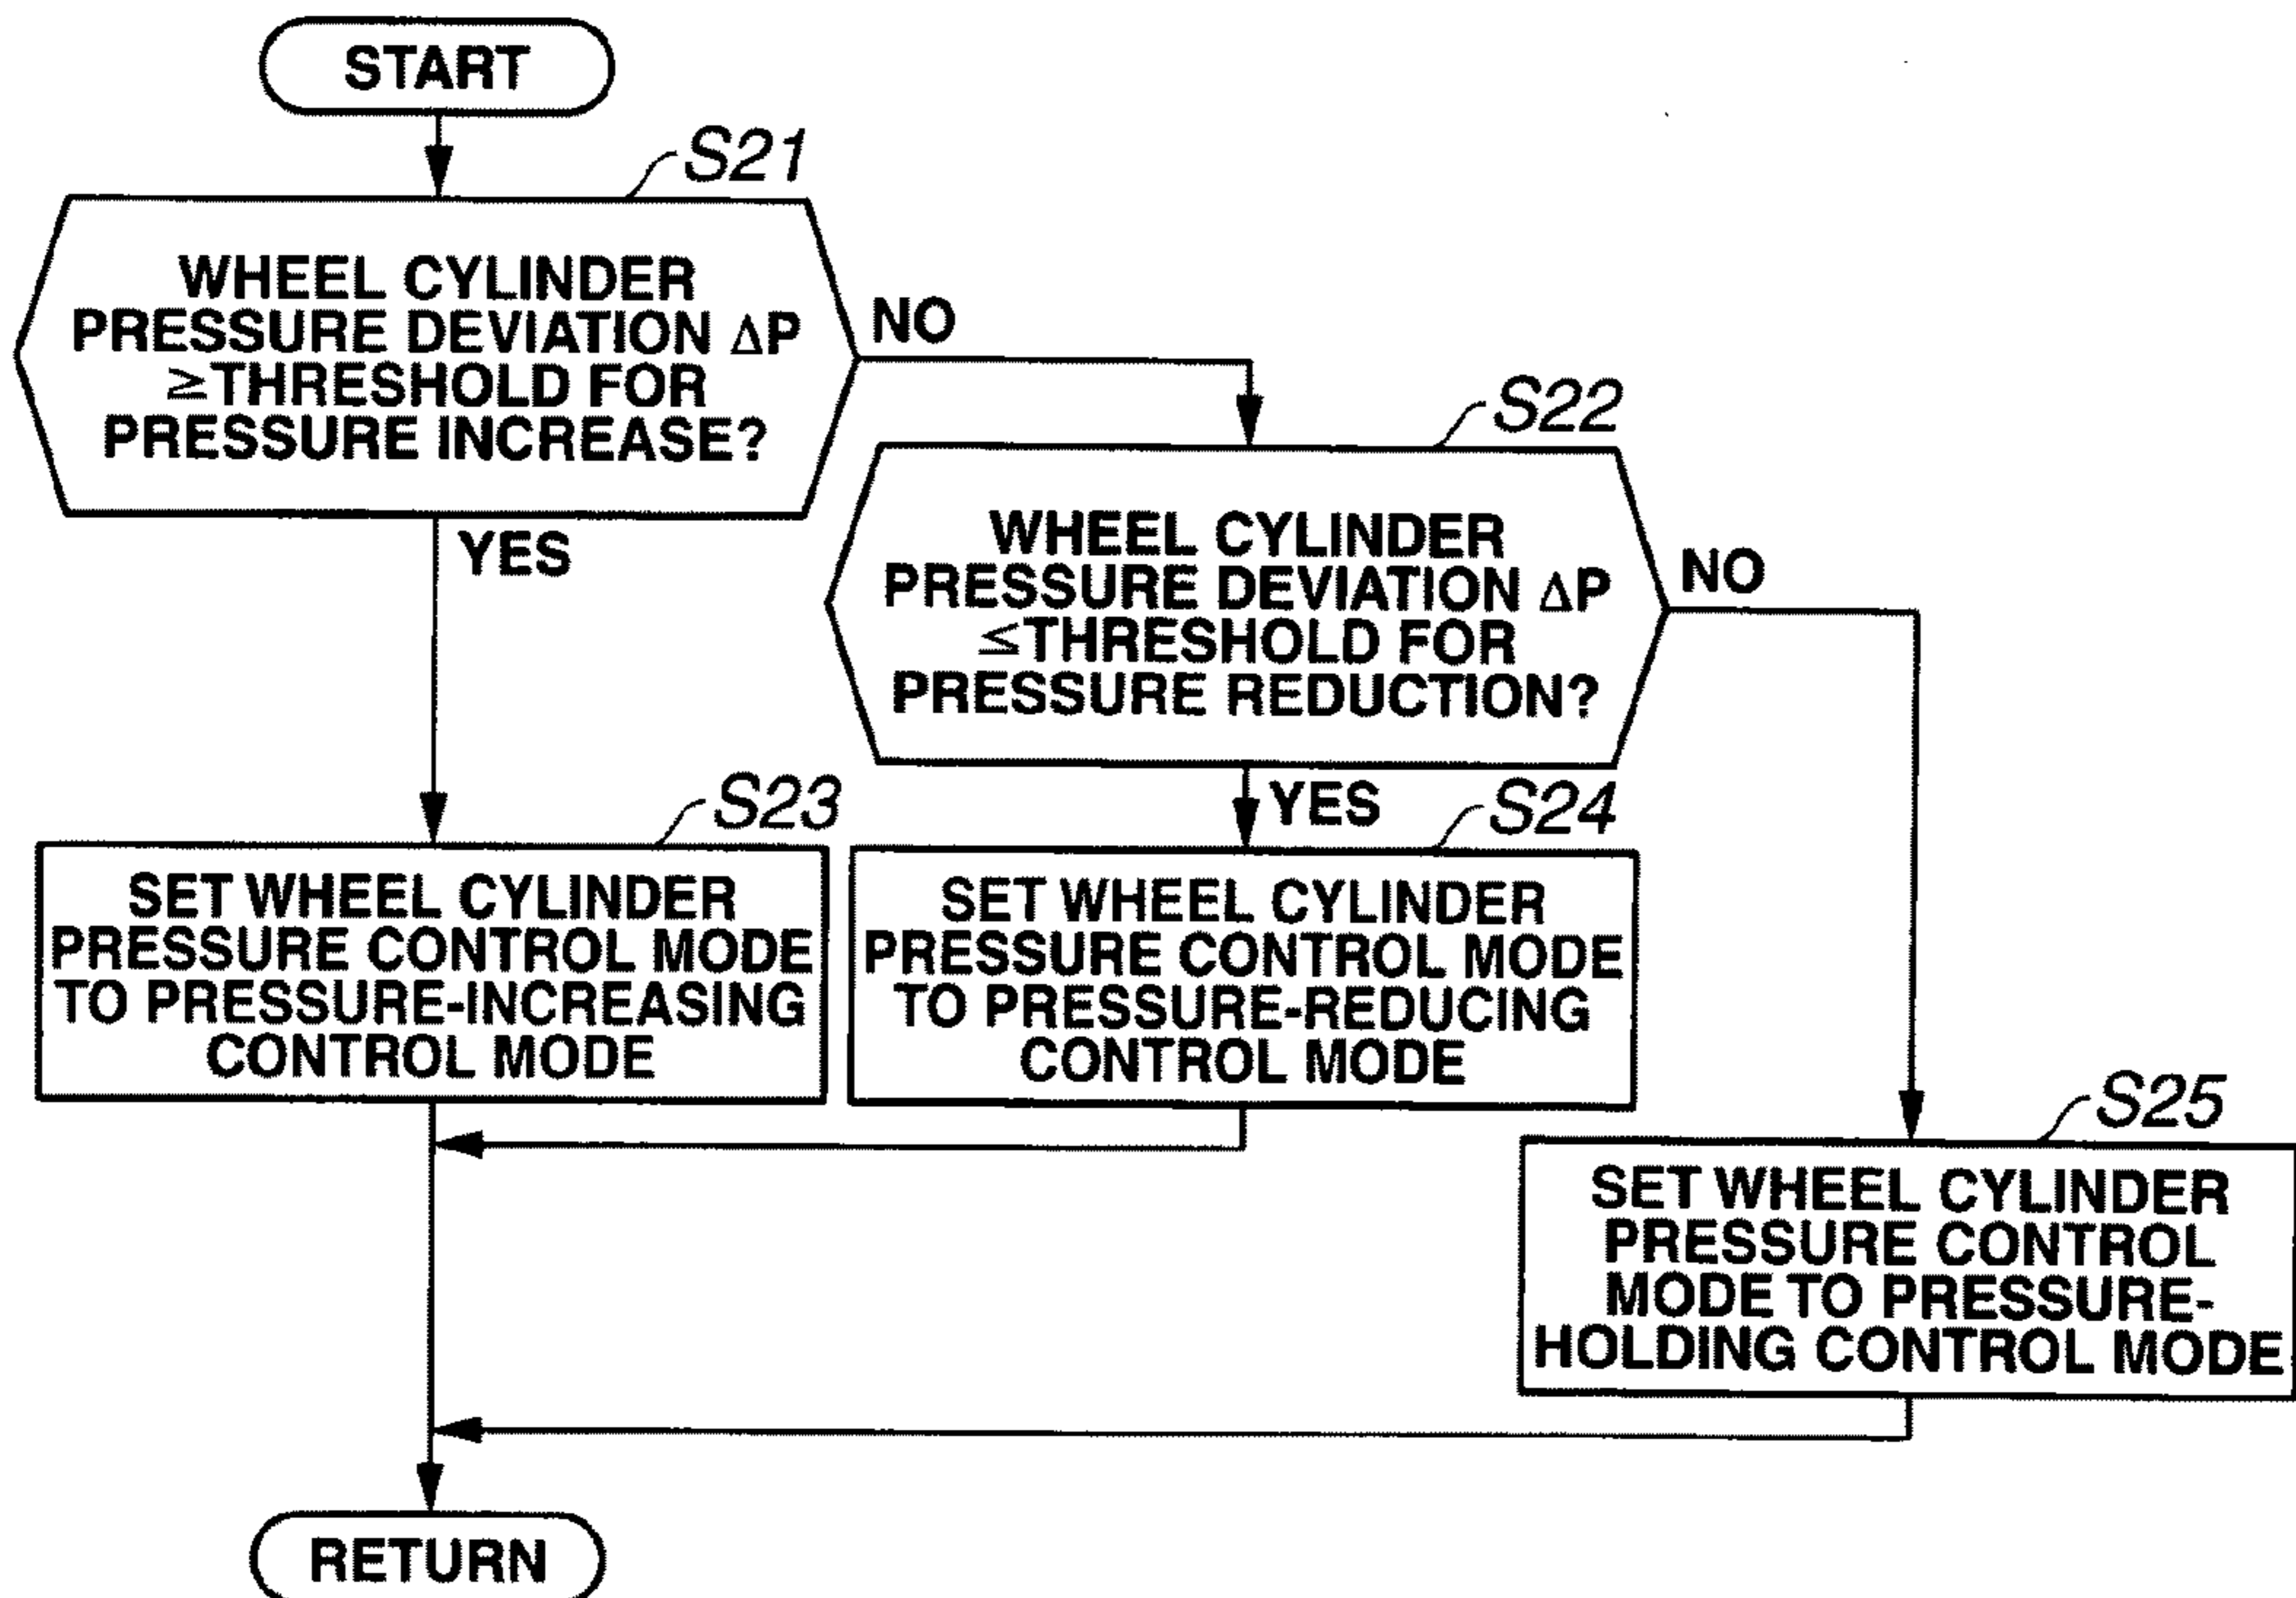 START
S21
WHEEL CYLINDER
PRESSURE DEVIATION ΔP
≥THRESHOLD FOR
PRESSURE INCREASE?
NO
YES
S22
WHEEL CYLINDER
PRESSURE DEVIATION ΔP
≤THRESHOLD FOR
PRESSURE REDUCTION?
NO
YES
S23
SET WHEEL CYLINDER
PRESSURE CONTROL MODE
TO PRESSURE-INCREASING
CONTROL MODE
S24
SET WHEEL CYLINDER
PRESSURE CONTROL MODE
TO PRESSURE-REDUCING
CONTROL MODE
S25
SET WHEEL CYLINDER
PRESSURE CONTROL
MODE TO PRESSURE-
HOLDING CONTROL MODE
RETURN